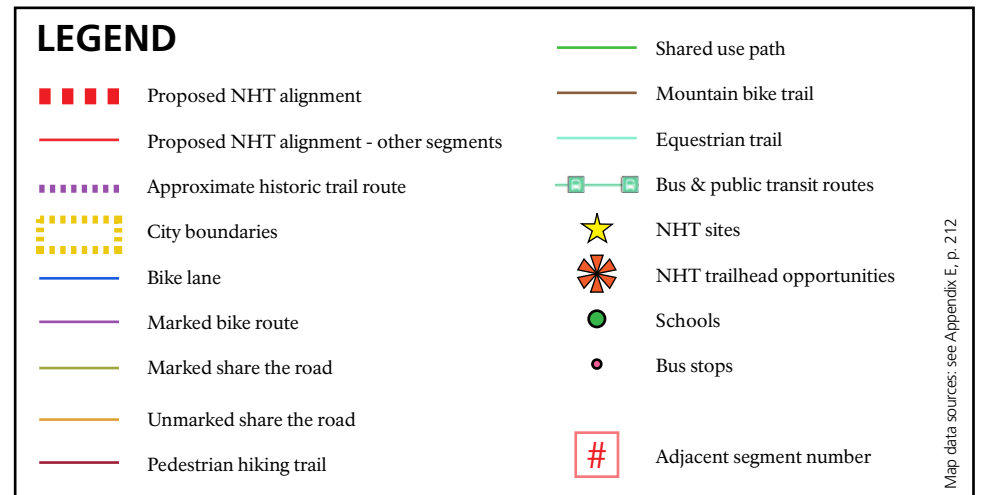 LEGEND
Proposed NHT alignment
Proposed NHT alignment - other segments
Approximate historic trail route
City boundaries
Bike lane
Marked bike route
Marked share the road
Unmarked share the road
Pedestrian hiking trail
Shared use path
Mountain bike trail
Equestrian trail
Bus & public transit routes
NHT sites
NHT trailhead opportunities
Schools
Bus stops
# Adjacent segment number
Map data sources: see Appendix E, p. 212